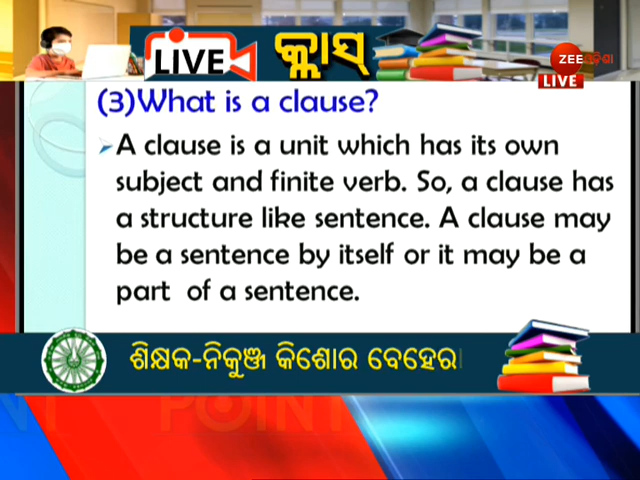 LIVE କ୍ଲାସ୍
ZEE ଓଡ଼ିଶା
LIVE
(3)What is a clause?
A clause is a unit which has its own
subject and finite verb. So, a clause has
a structure like sentence. A clause may
be a sentence by itself or it may be a
part of a sentence.
ଶିକ୍ଷକ-ନିକୁଞ୍ଜ କିଶୋର ବେହେରା
POINT